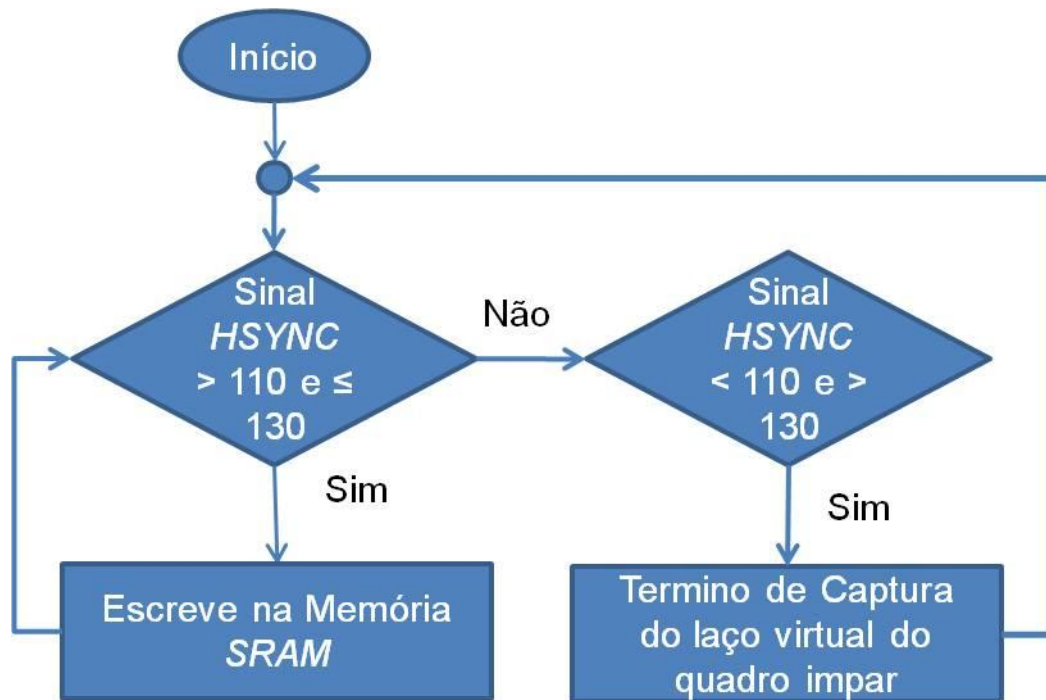 Início
Sinal
HSYNC
> 110 e ≤
130
Não
Sinal
HSYNC
< 110 e >
130
Sim
Sim
Escreve na Memória
SRAM
Termino de Captura
do laço virtual do
quadro impar